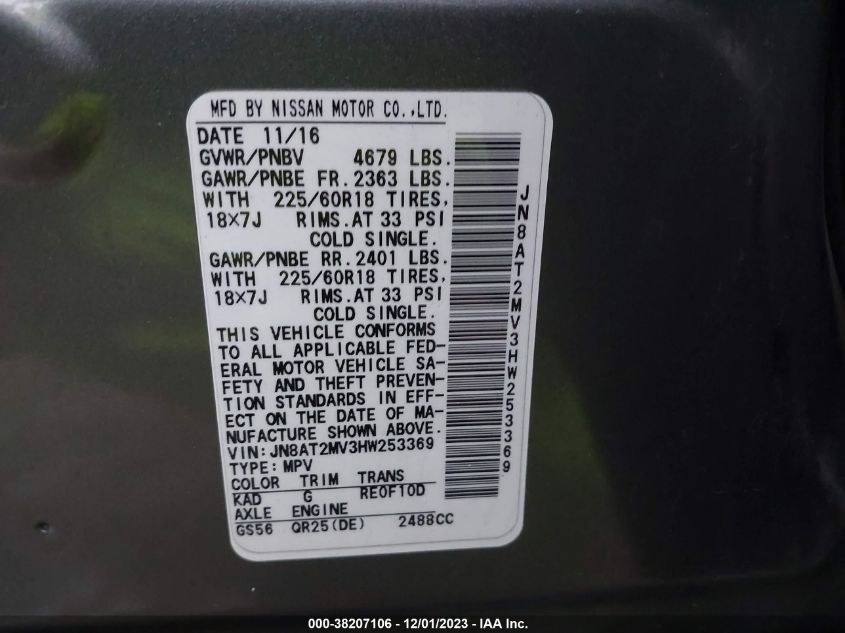 MFD BY NISSAN MOTOR CO.,LTD.
DATE 11/16
GVWR/PNBV 4679 LBS.
GAWR/PNBE FR. 2363 LBS.
WITH 225/60R18 TIRES,
18X7J RIMS. AT 33 PSI
COLD SINGLE.
GAWR/PNBE RR. 2401 LBS.
WITH 225/60R18 TIRES,
18X7J RIMS. AT 33 PSI
COLD SINGLE.
THIS VEHICLE CONFORMS
TO ALL APPLICABLE FED-
ERAL MOTOR VEHICLE SA-
FETY AND THEFT PREVEN-
TION STANDARDS IN EFF-
ECT ON THE DATE OF MA-
NUFACTURE SHOWN ABOVE.
VIN: JN8AT2MV3HW253369
TYPE: MPV
COLOR TRIM TRANS
KAD G RE0F10D
AXLE ENGINE
GS56 QR25(DE) 2488CC
JN8AT2MV3HW253369
000-38207106 - 12/01/2023 - IAA Inc.